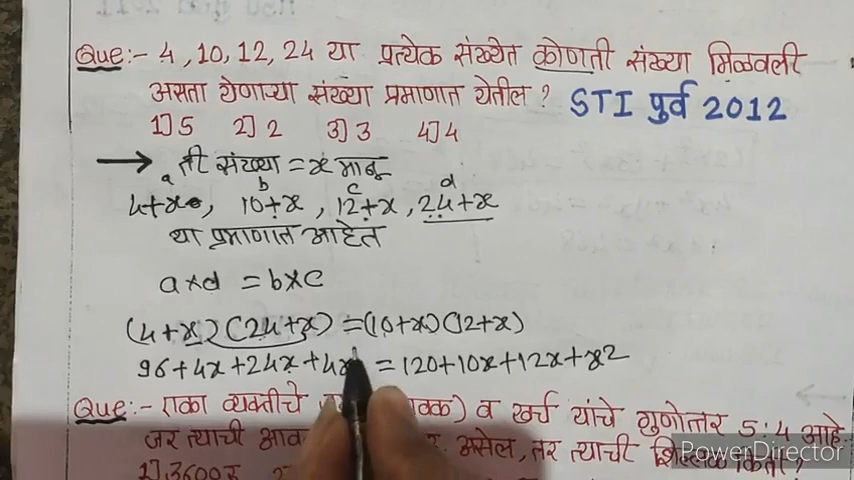 Que:- 4, 10, 12, 24 या प्रत्येक संख्येत कोणती संख्या मिळवली
असता येणाऱ्या संख्या प्रमाणात येतील ? STI पुर्व 2012
1] 5 2] 2 3] 3 4] 4
→ ती संख्या = x मानू
a b c d
4+x, 10+x, 12+x, 24+x
या प्रमाणात आहेत
a×d = b×c
(4+x)(24+x) = (10+x)(12+x)
96+4x+24x+4x = 120+10x+12x+x2
Que:- एका व्यक्तीचे व खर्च यांचे गुणोत्तर 5:4 आहे
जर त्याची असेल, तर त्याची शिल्लक किती?
1] 3600रु
PowerDirector